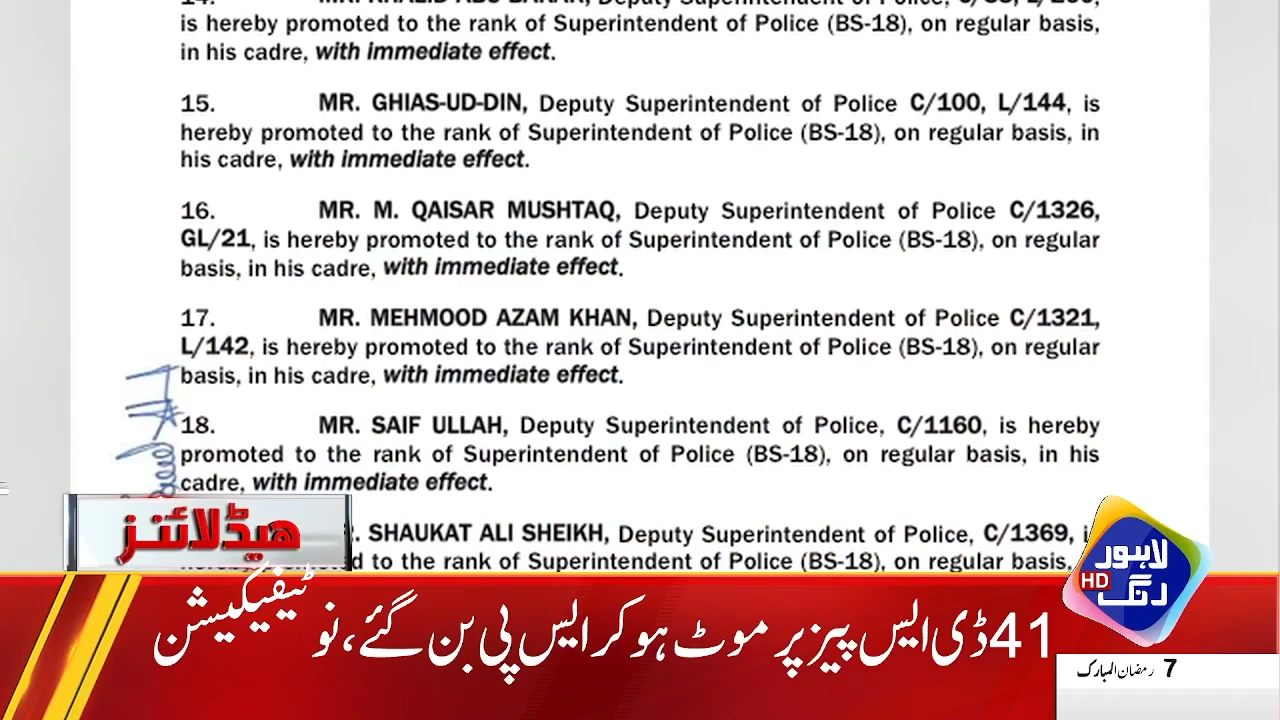 is hereby promoted to the rank of Superintendent of Police (BS-18), on regular basis,
in his cadre, with immediate effect.
15. MR. GHIAS-UD-DIN, Deputy Superintendent of Police C/100, L/144, is
hereby promoted to the rank of Superintendent of Police (BS-18), on regular basis, in
his cadre, with immediate effect.
16. MR. M. QAISAR MUSHTAQ, Deputy Superintendent of Police C/1326,
GL/21, is hereby promoted to the rank of Superintendent of Police (BS-18), on regular
basis, in his cadre, with immediate effect.
17. MR. MEHMOOD AZAM KHAN, Deputy Superintendent of Police C/1321,
L/142, is hereby promoted to the rank of Superintendent of Police (BS-18), on regular
basis, in his cadre, with immediate effect.
18. MR. SAIF ULLAH, Deputy Superintendent of Police, C/1160, is hereby
promoted to the rank of Superintendent of Police (BS-18), on regular basis, in his
cadre, with immediate effect.
SHAUKAT ALI SHEIKH, Deputy Superintendent of Police, C/1369,
to the rank of Superintendent of Police (BS-18), on regular basis,
ہیڈلائنز
لاہور
رنگ
HD
41 ڈی ایس پیز پر موٹ ہو کر ایس پی بن گئے، نوٹیفیکیشن
7 رمضان المبارک